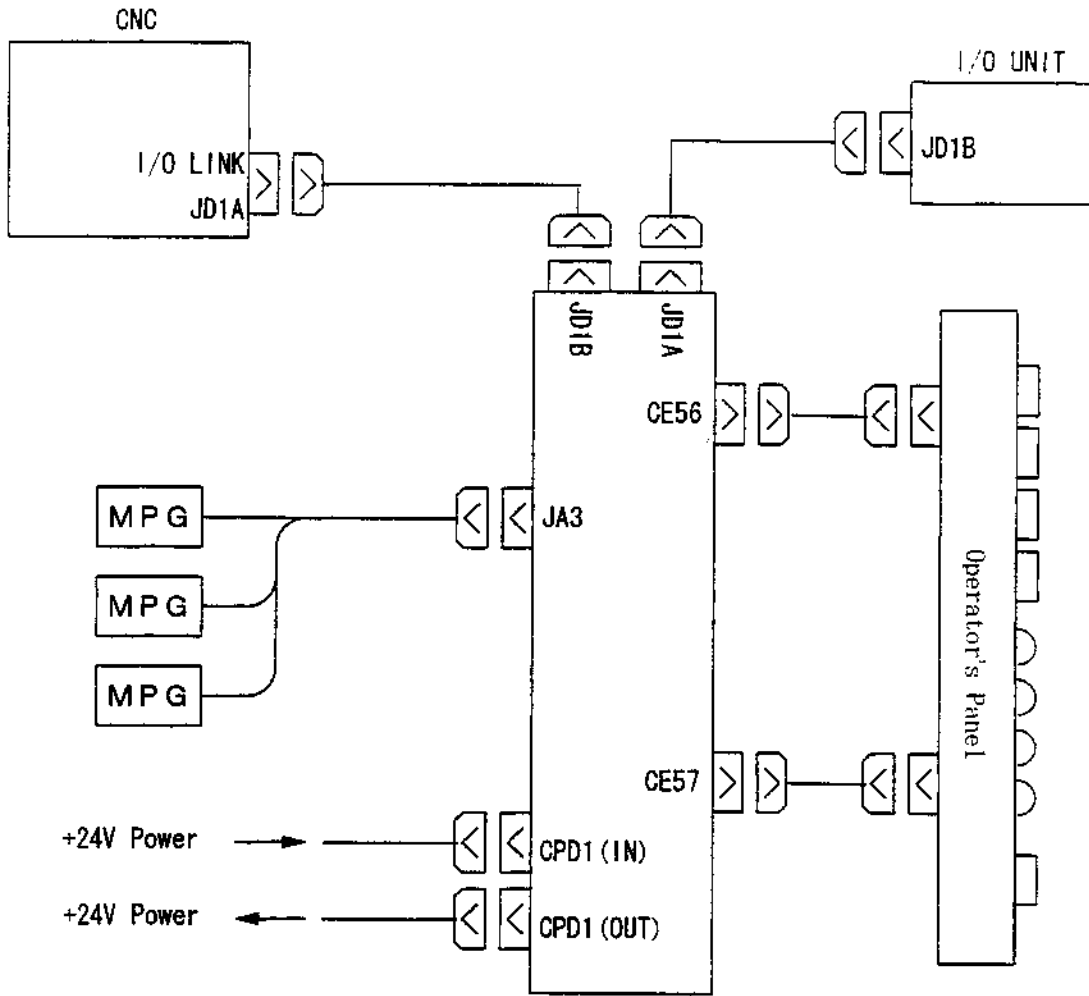 CNC
I/O UNIT
I/O LINK
JD1A
JD1B
JD1B
JD1A
CE56
MPG
JA3
MPG
MPG
Operator's Panel
CE57
+24V Power
CPD1(IN)
+24V Power
CPD1(OUT)